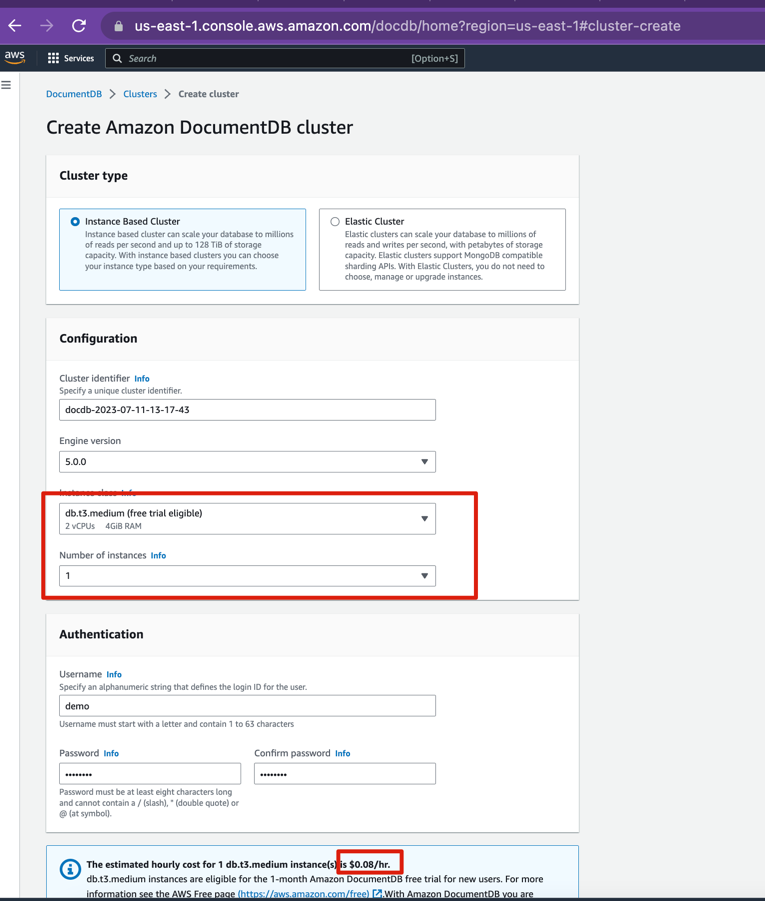 us-east-1.console.aws.amazon.com/docdb/home?region=us-east-1#cluster-create
aws
Services
Search
[Option+S]
DocumentDB > Clusters > Create cluster
Create Amazon DocumentDB cluster
Cluster type
Instance Based Cluster
Instance based cluster can scale your database to millions
of reads per second and up to 128 TiB of storage
capacity. With instance based clusters you can choose
your instance type based on your requirements.
Elastic Cluster
Elastic clusters can scale your database to millions of
reads and writes per second, with petabytes of storage
capacity. Elastic clusters support MongoDB compatible
sharding APIs. With Elastic Clusters, you do not need to
choose, manage or upgrade instances.
Configuration
Cluster identifier Info
Specify a unique cluster identifier.
docdb-2023-07-11-13-17-43
Engine version
5.0.0
Instance class Info
db.t3.medium (free trial eligible)
2 vCPUs 4GiB RAM
Number of instances Info
1
Authentication
Username Info
Specify an alphanumeric string that defines the login ID for the user.
demo
Username must start with a letter and contain 1 to 63 characters
Password Info
••••••••
Password must be at least eight characters long
and cannot contain a / (slash), " (double quote) or
@ (at symbol).
Confirm password Info
••••••••
The estimated hourly cost for 1 db.t3.medium instance(s) is $0.08/hr.
db.t3.medium instances are eligible for the 1-month Amazon DocumentDB free trial for new users. For more
information see the AWS Free page (https://aws.amazon.com/free) .With Amazon DocumentDB you are